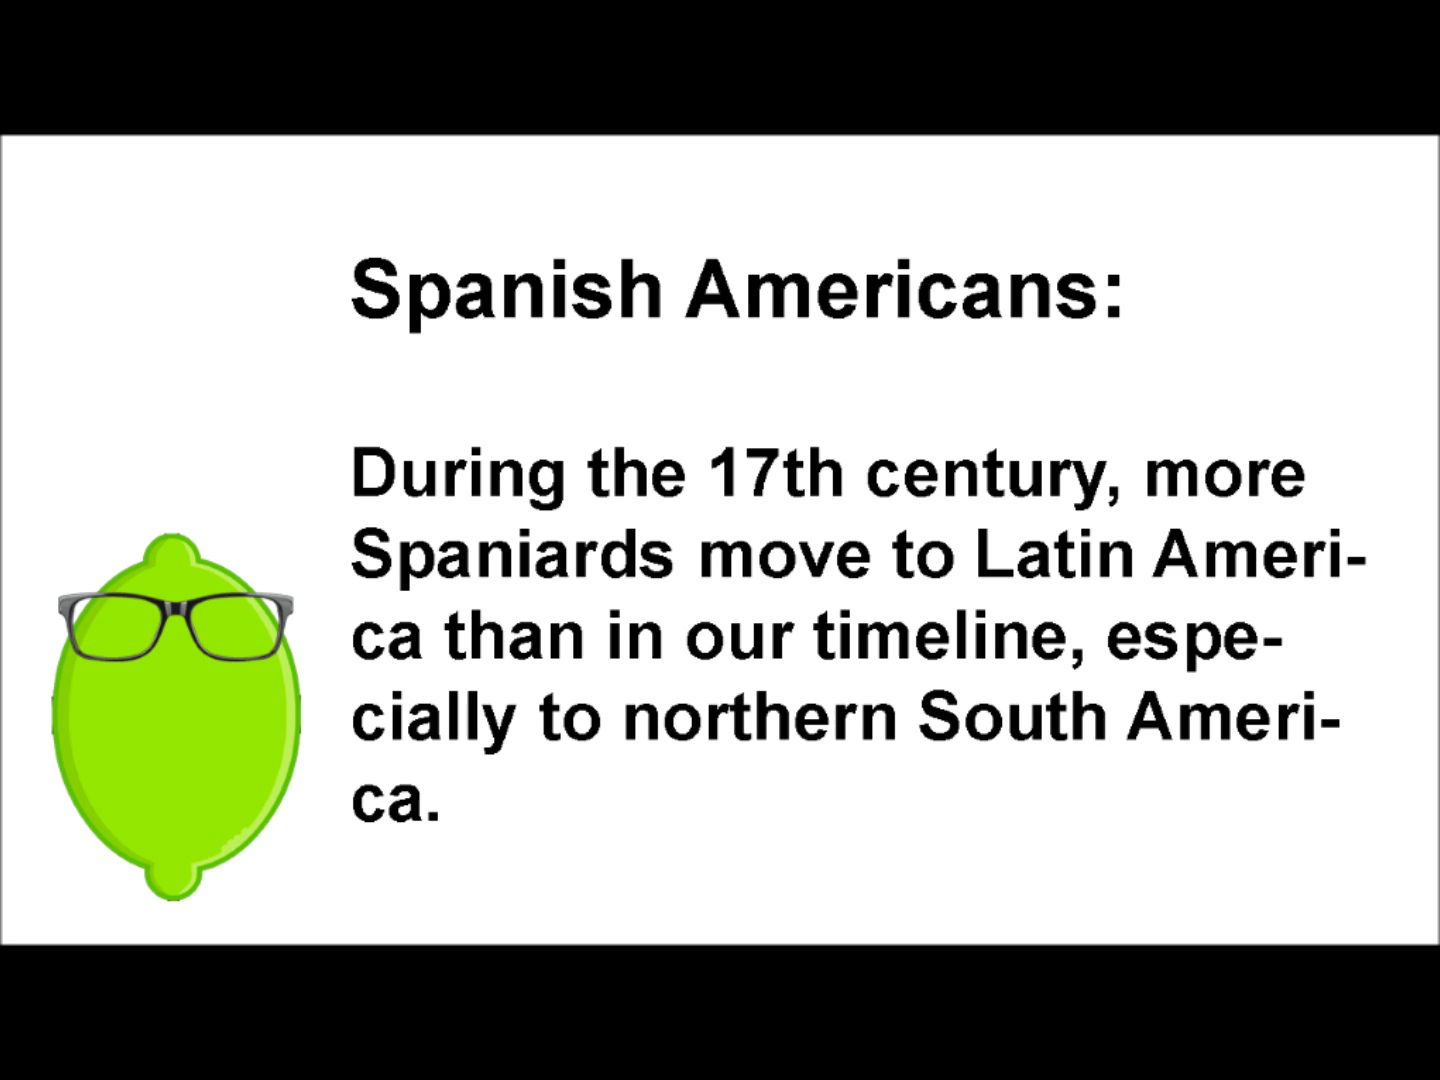 Spanish Americans:
During the 17th century, more
Spaniards move to Latin Ameri-
ca than in our timeline, espe-
cially to northern South Ameri-
ca.